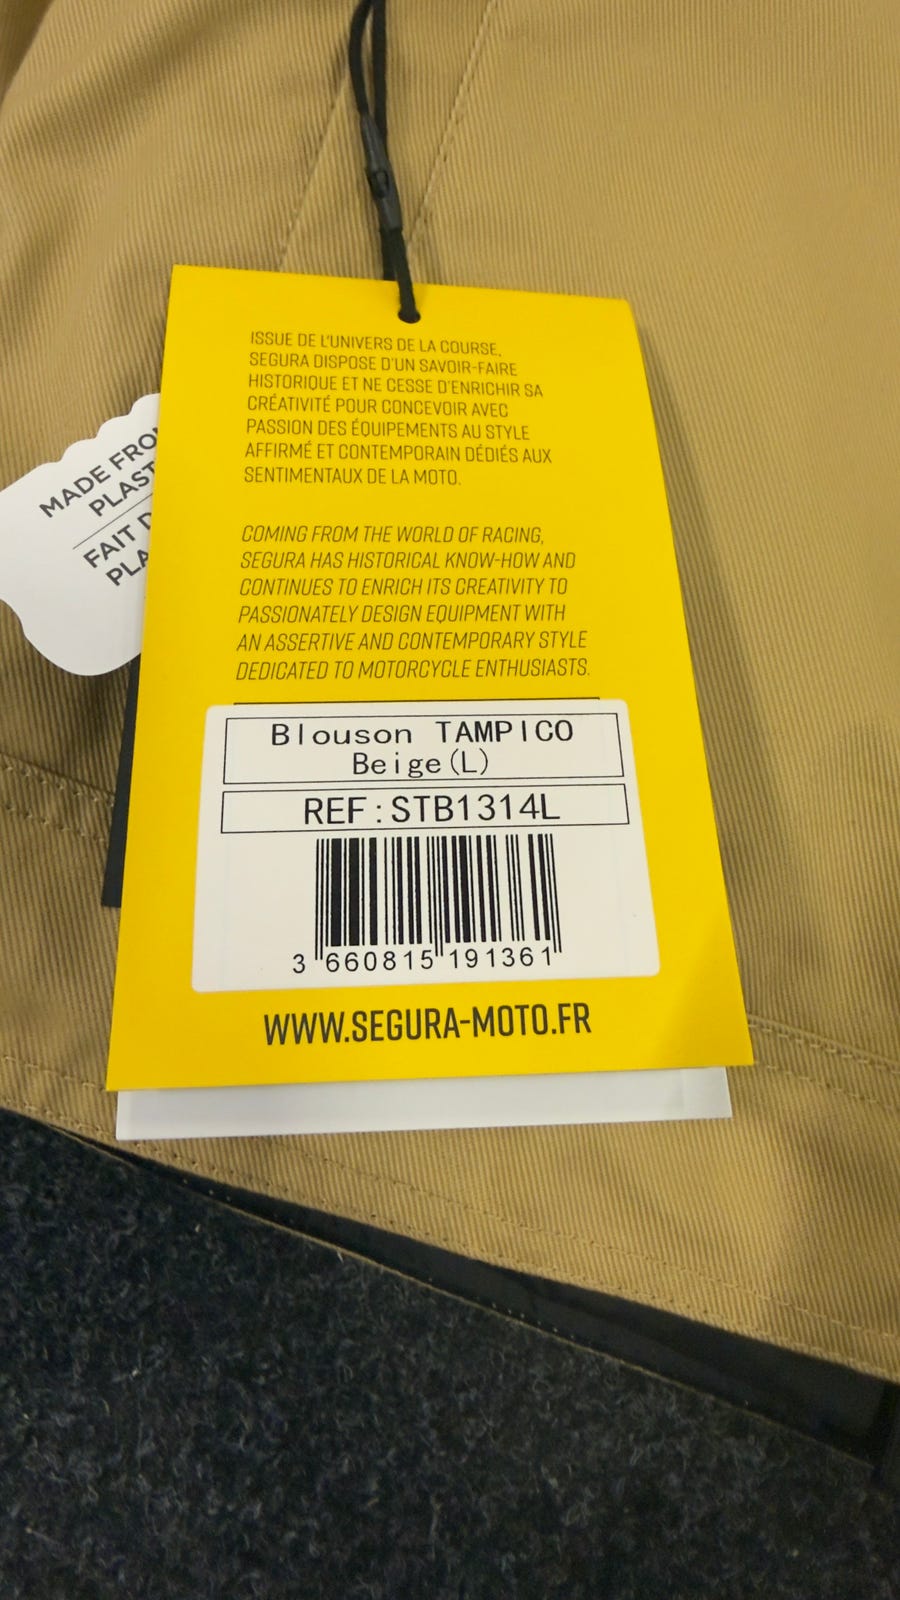 ISSUE DE L'UNIVERS DE LA COURSE,
SEGURA DISPOSE D'UN SAVOIR-FAIRE
HISTORIQUE ET NE CESSE D'ENRICHIR SA
CRÉATIVITÉ POUR CONCEVOIR AVEC
PASSION DES ÉQUIPEMENTS AU STYLE
AFFIRMÉ ET CONTEMPORAIN DÉDIÉS AUX
SENTIMENTAUX DE LA MOTO.
COMING FROM THE WORLD OF RACING,
SEGURA HAS HISTORICAL KNOW-HOW AND
CONTINUES TO ENRICH ITS CREATIVITY TO
PASSIONATELY DESIGN EQUIPMENT WITH
AN ASSERTIVE AND CONTEMPORARY STYLE
DEDICATED TO MOTORCYCLE ENTHUSIASTS.
MADE
FAIT
Blouson TAMPICO
Beige(L)
REF:STB1314L
3 660815 191361
WWW.SEGURA-MOTO.FR